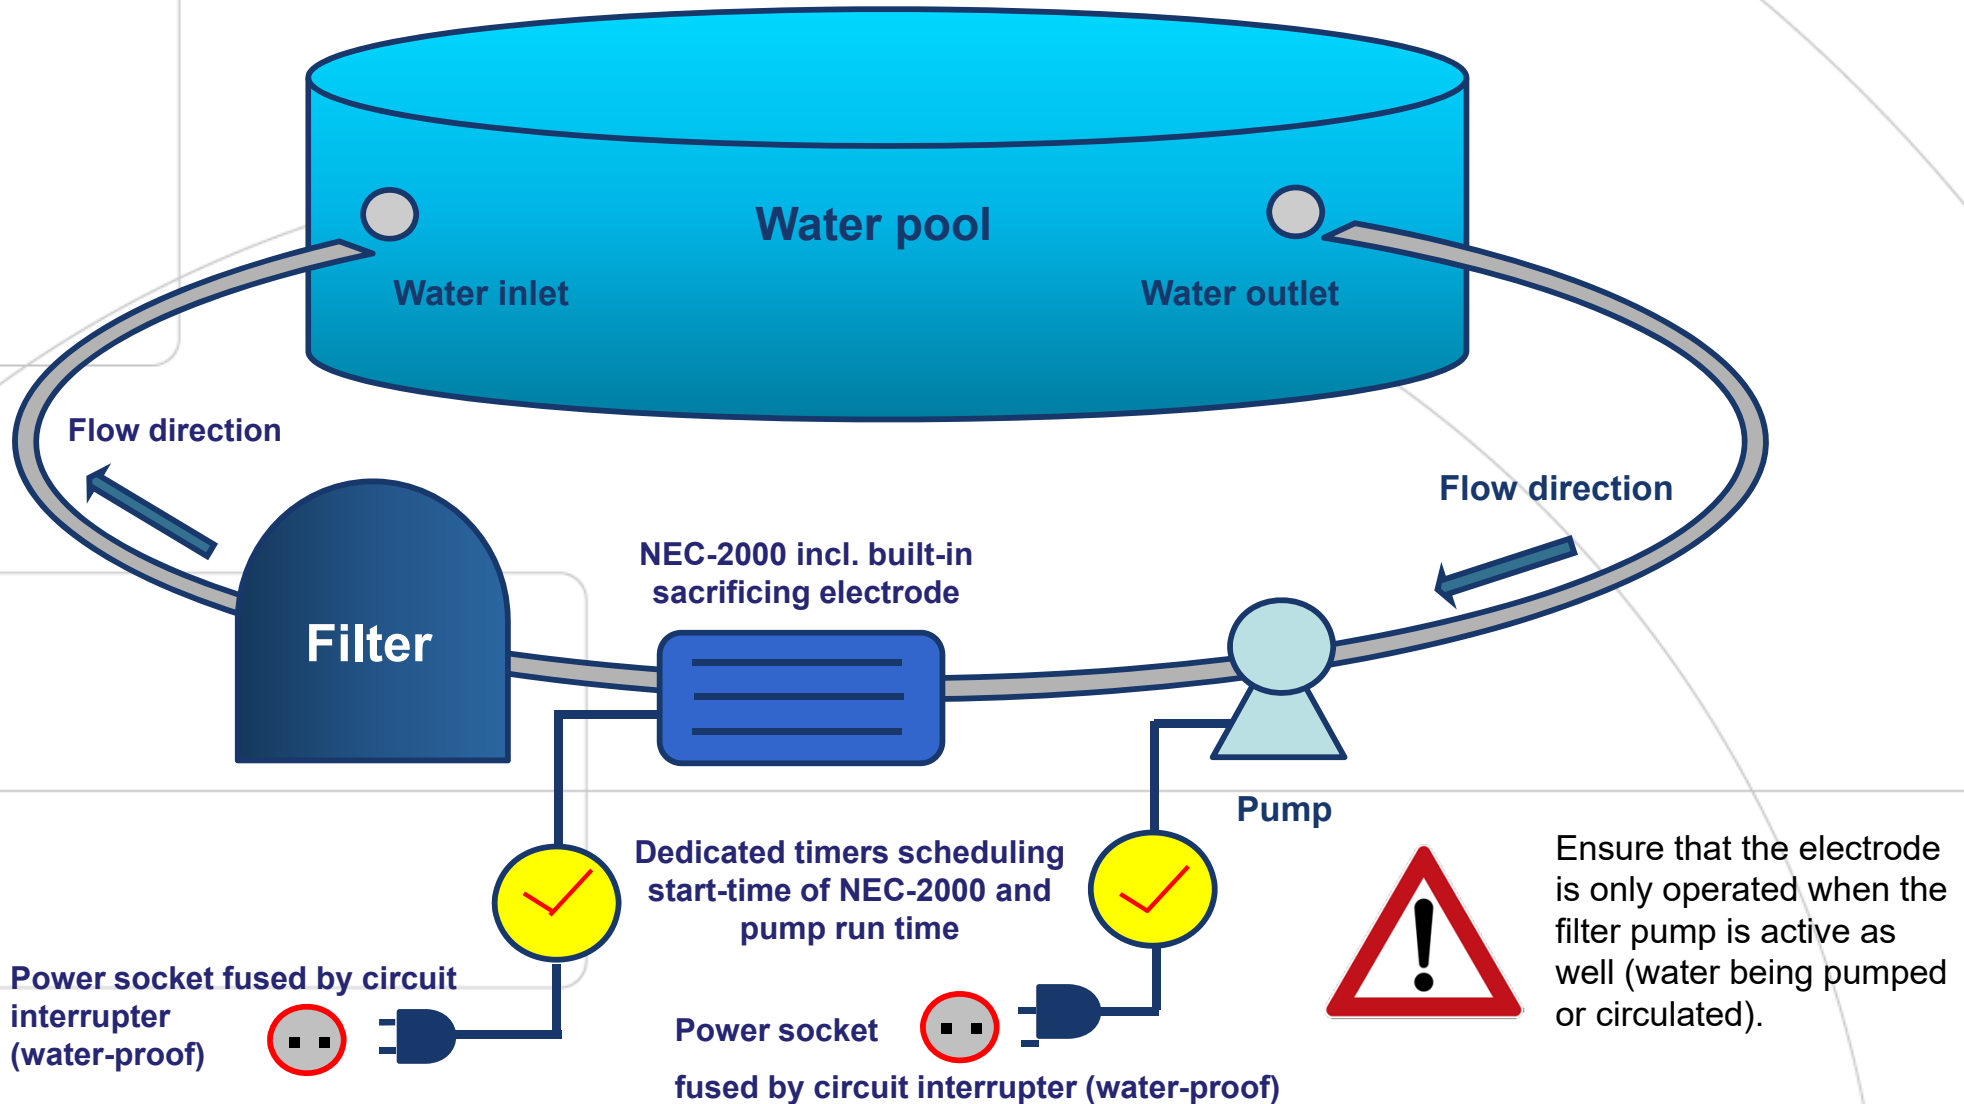 Water pool
Water inlet
Water outlet
Flow direction
Flow direction
NEC-2000 incl. built-in
sacrificing electrode
Filter
Pump
Dedicated timers scheduling
start-time of NEC-2000 and
pump run time
Ensure that the electrode
is only operated when the
filter pump is active as
well (water being pumped
or circulated).
Power socket fused by circuit
interrupter
(water-proof)
Power socket
fused by circuit interrupter (water-proof)